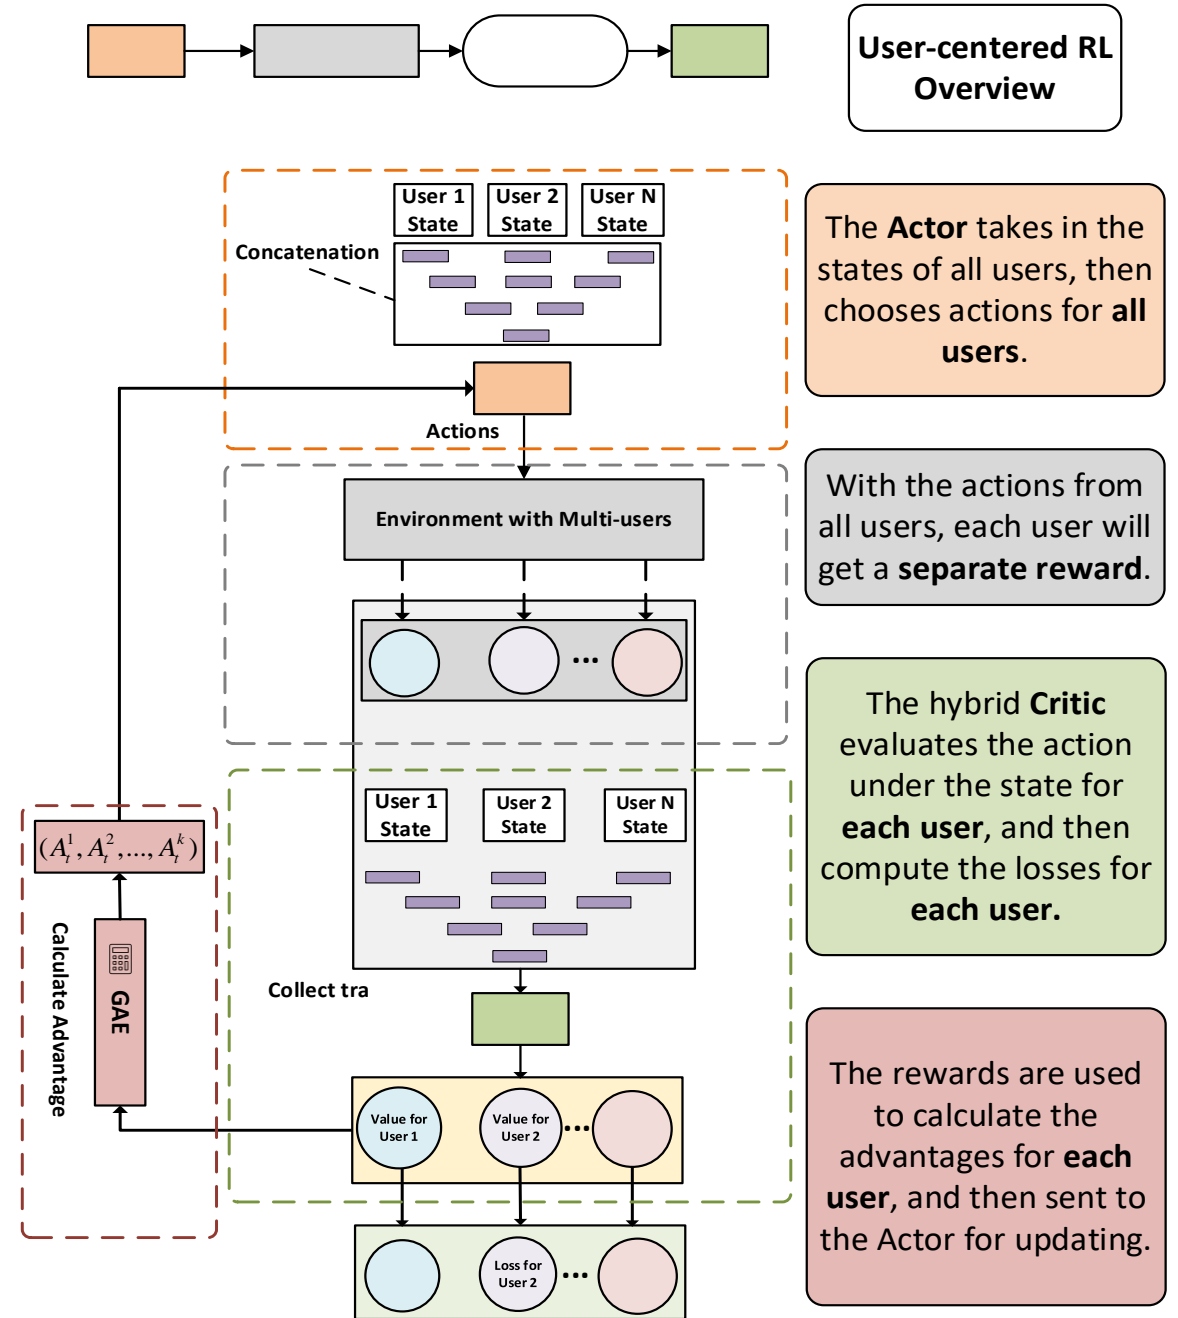 User-centered RL
Overview
User 1
State
User 2
State
User N
State
Concatenation
The Actor takes in the
states of all users, then
chooses actions for all
users.
Actions
Environment with Multi-users
With the actions from
all users, each user will
get a separate reward.
...
The hybrid Critic
evaluates the action
under the state for
each user, and then
compute the losses for
each user.
User 1
State
User 2
State
User N
State
(A_t^1, A_t^2,..., A_t^k)
Calculate Advantage
GAE
Collect tra
Value for
User 1
Value for
User 2
...
The rewards are used
to calculate the
advantages for each
user, and then sent to
the Actor for updating.
Loss for
User 2
...